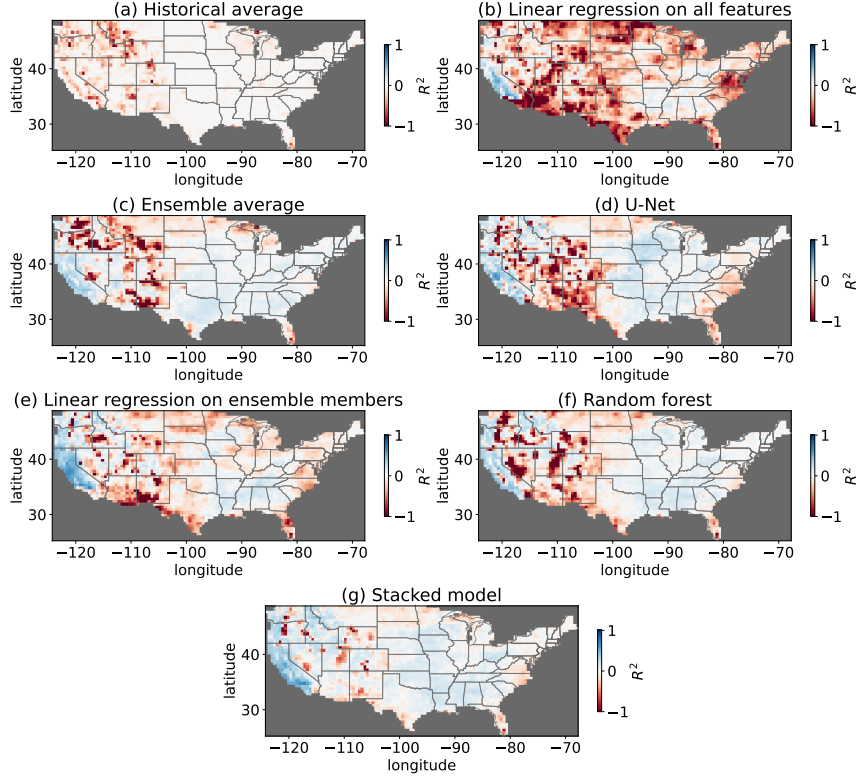 (a) Historical average
latitude
40
30
−120 −110 −100 −90 −80 −70
longitude
1
0
−1
R²
(b) Linear regression on all features
latitude
40
30
−120 −110 −100 −90 −80 −70
longitude
1
0
−1
R²
(c) Ensemble average
latitude
40
30
−120 −110 −100 −90 −80 −70
longitude
1
0
−1
R²
(d) U-Net
latitude
40
30
−120 −110 −100 −90 −80 −70
longitude
1
0
−1
R²
(e) Linear regression on ensemble members
latitude
40
30
−120 −110 −100 −90 −80 −70
longitude
1
0
−1
R²
(f) Random forest
latitude
40
30
−120 −110 −100 −90 −80 −70
longitude
1
0
−1
R²
(g) Stacked model
latitude
40
30
−120 −110 −100 −90 −80 −70
longitude
1
0
−1
R²